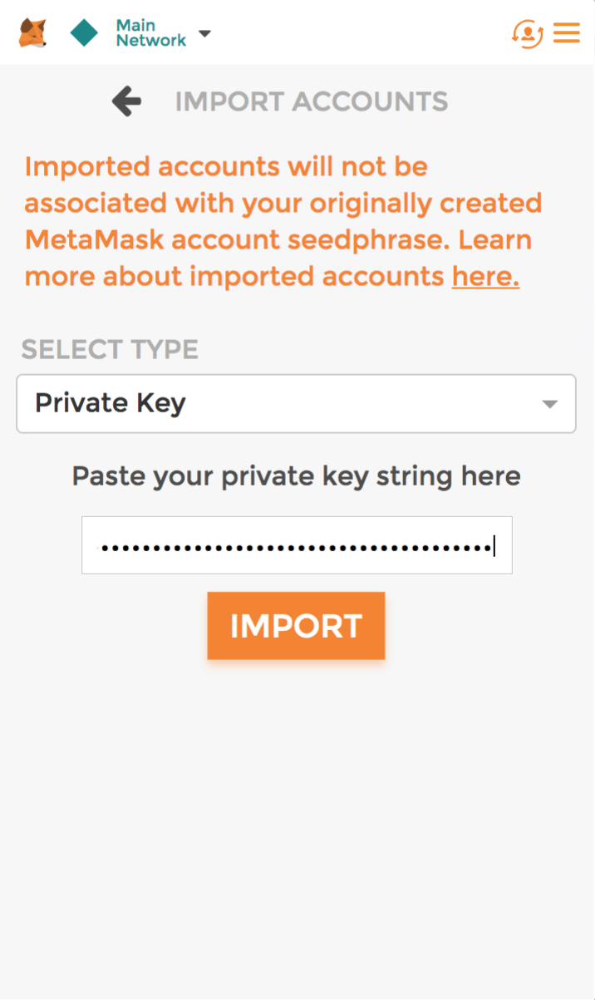 Main
Network
IMPORT ACCOUNTS
Imported accounts will not be
associated with your originally created
MetaMask account seedphrase. Learn
more about imported accounts here.
SELECT TYPE
Private Key
Paste your private key string here
••••••••••••••••••••••••••••••••••••••
IMPORT